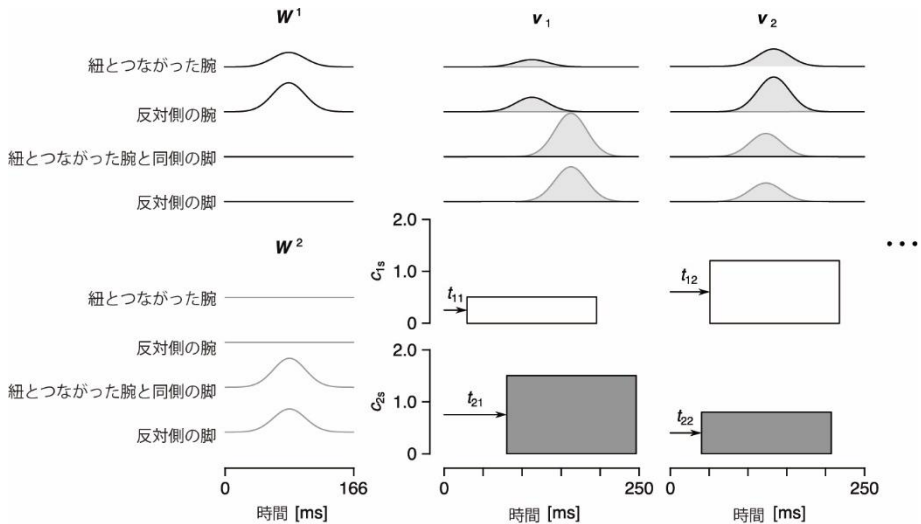 W¹ v₁ v₂
紐とつながった腕
反対側の腕
紐とつながった腕と同側の脚
反対側の脚
W²
紐とつながった腕
反対側の腕
紐とつながった腕と同側の脚
反対側の脚
2.0
1.0
0
c₁ₛ
t₁₁
t₁₂
...
2.0
1.0
0
c₂ₛ
t₂₁
t₂₂
0 166
時間 [ms]
0 250
時間 [ms]
0 250
時間 [ms]